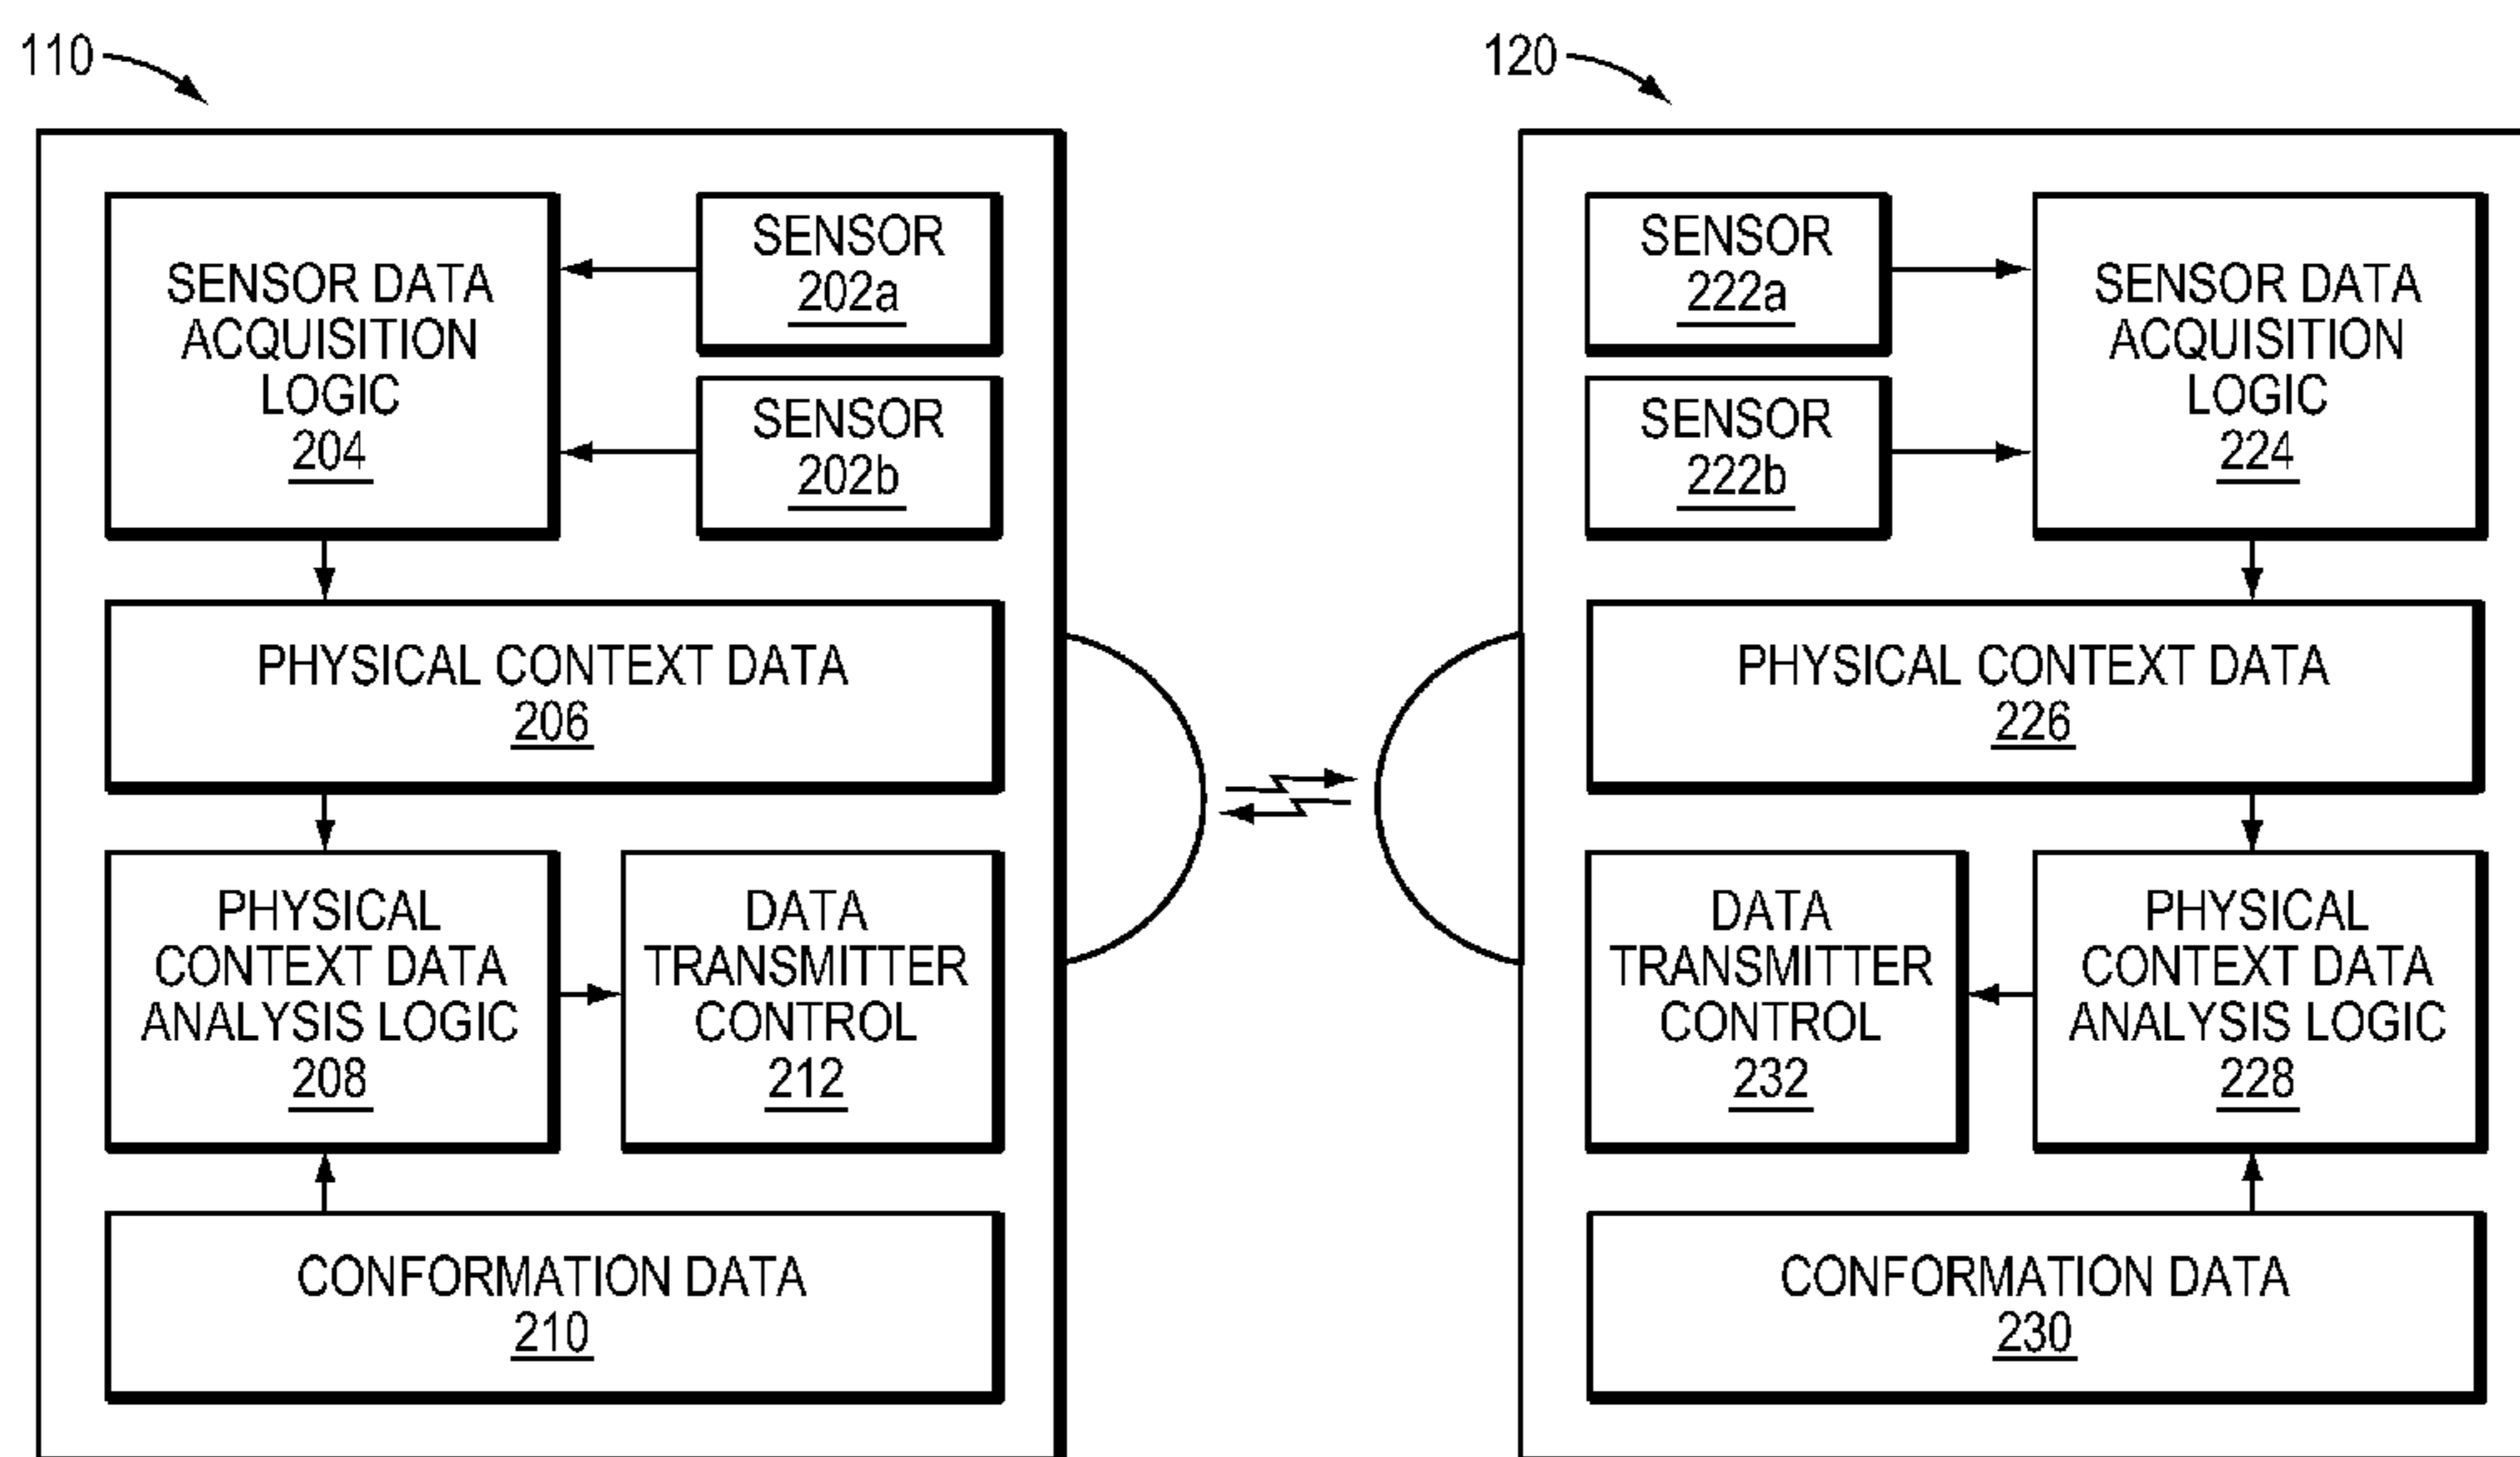 110
120
SENSOR DATA
ACQUISITION
LOGIC
204
SENSOR
202a
SENSOR
202b
PHYSICAL CONTEXT DATA
206
PHYSICAL
CONTEXT DATA
ANALYSIS LOGIC
208
DATA
TRANSMITTER
CONTROL
212
CONFORMATION DATA
210
SENSOR
222a
SENSOR
222b
SENSOR DATA
ACQUISITION
LOGIC
224
PHYSICAL CONTEXT DATA
226
DATA
TRANSMITTER
CONTROL
232
PHYSICAL
CONTEXT DATA
ANALYSIS LOGIC
228
CONFORMATION DATA
230